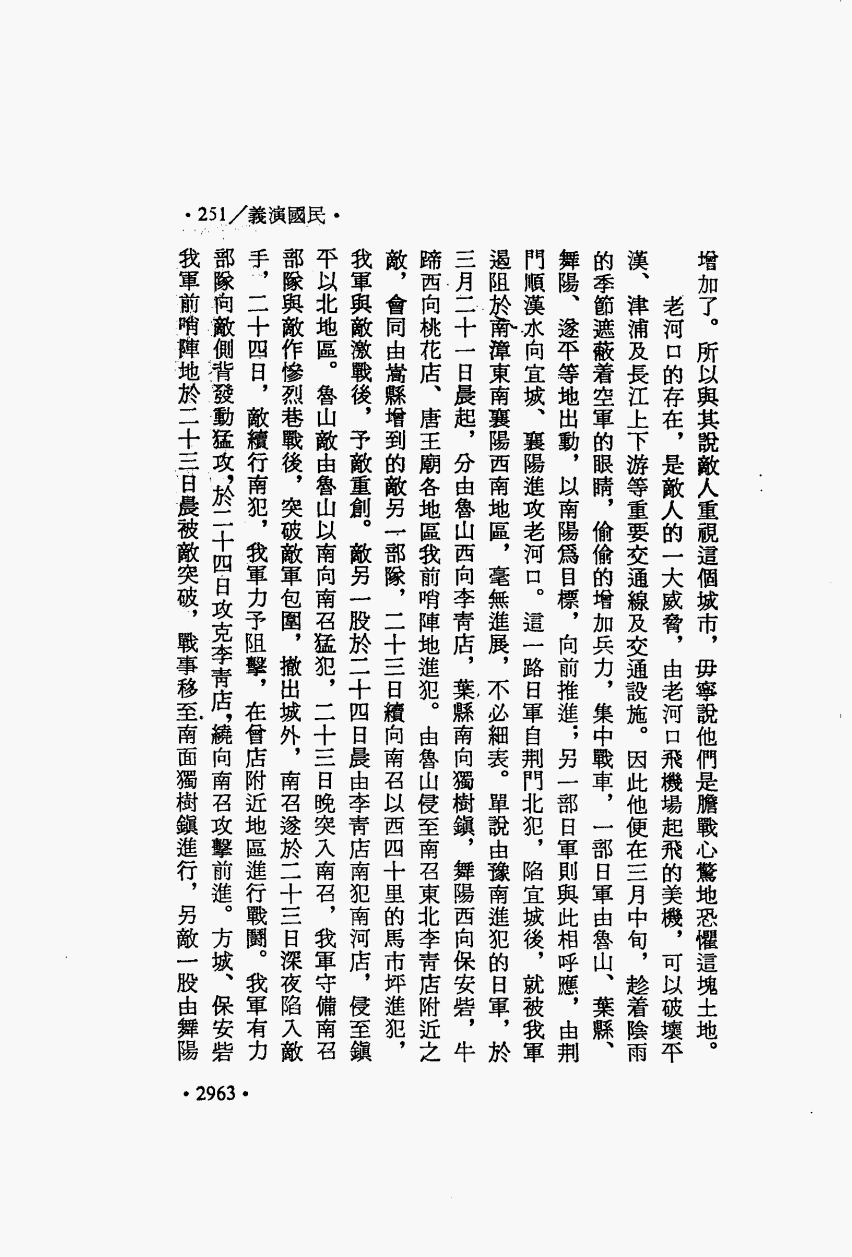 •251／義演國民•
增加了。所以與其說敵人重視這個城市，毋寧說他們是膽戰心驚地恐懼這塊土地。
老河口的存在，是敵人的一大威脅，由老河口飛機場起飛的美機，可以破壞平
漢、津浦及長江上下游等重要交通線及交通設施。因此他便在三月中旬，趁着陰雨
的季節遮蔽着空軍的眼睛，偷偷的增加兵力，集中戰車，一部日軍由魯山、葉縣、
舞陽、遂平等地出動，以南陽爲目標，向前推進；另一部日軍則與此相呼應，由荆
門順漢水向宜城、襄陽進攻老河口。這一路日軍自荆門北犯，陷宜城後，就被我軍
遏阻於南漳東南襄陽西南地區，毫無進展，不必細表。單說由豫南進犯的日軍，於
三月二十一日晨起，分由魯山西向李靑店，葉縣南向獨樹鎭，舞陽西向保安砦，牛
蹄西向桃花店、唐王廟各地區我前哨陣地進犯。由魯山侵至南召東北李靑店附近之
敵，會同由嵩縣增到的敵另一部隊，二十三日續向南召以西四十里的馬市坪進犯，
我軍與敵激戰後，予敵重創。敵另一股於二十四日晨由李靑店南犯南河店，侵至鎭
平以北地區。魯山敵由魯山以南向南召猛犯，二十三日晚突入南召，我軍守備南召
部隊與敵作慘烈巷戰後，突破敵軍包圍，撤出城外，南召遂於二十三日深夜陷入敵
手，二十四日，敵續行南犯，我軍力予阻擊，在曾店附近地區進行戰鬭。我軍有力
部隊向敵側背發動猛攻，於二十四日攻克李靑店，繞向南召攻擊前進。方城、保安砦
我軍前哨陣地於二十三日晨被敵突破，戰事移至南面獨樹鎭進行，另敵一股由舞陽
•2963•